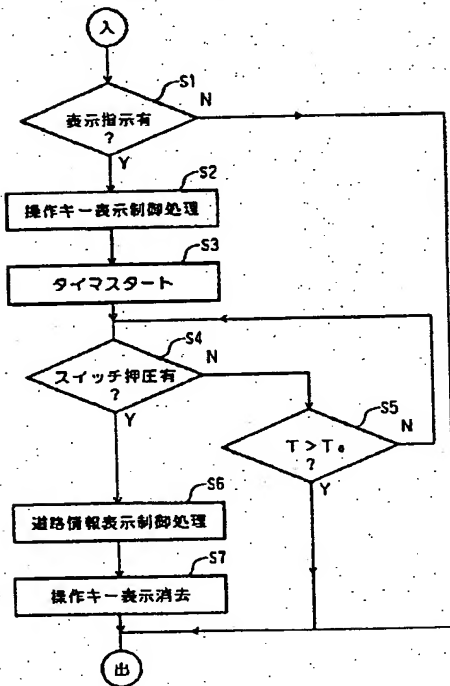 入
S1
表示指示有
?
N
Y
S2
操作キー表示制御処理
S3
タイマスタート
S4
スイッチ押圧有
?
N
Y
S5
T>T。
?
N
Y
S6
道路情報表示制御処理
S7
操作キー表示消去
出